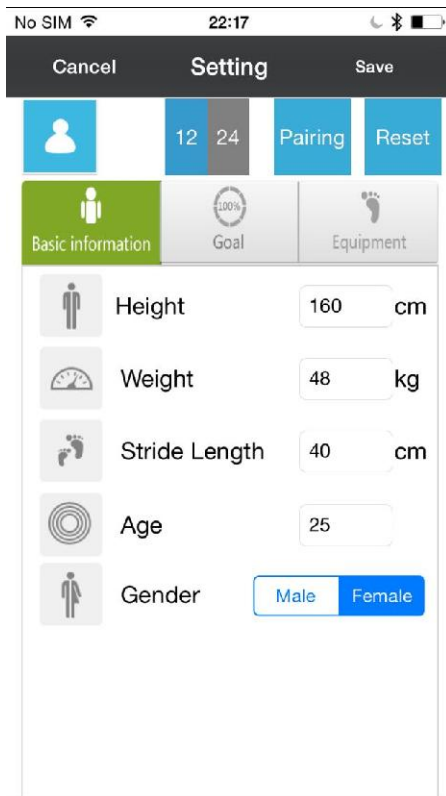 No SIM 22:17
Cancel Setting Save
12 24 Pairing Reset
100%
Basic information Goal Equipment
Height 160 cm
Weight 48 kg
Stride Length 40 cm
Age 25
Gender Male Female